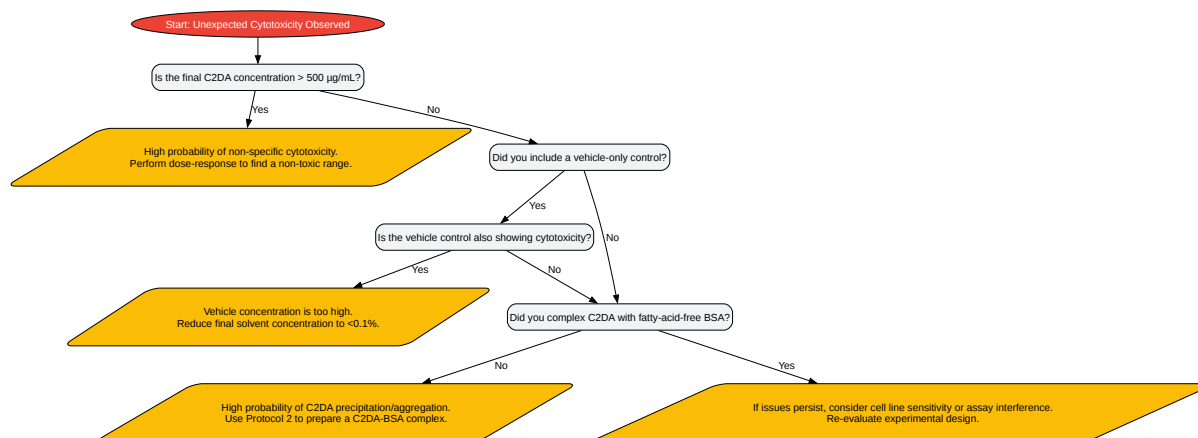 Start: Unexpected Cytotoxicity Observed
Is the final C2DA concentration > 500 µg/mL?
Yes
No
High probability of non-specific cytotoxicity.
Perform dose-response to find a non-toxic range.
Did you include a vehicle-only control?
Yes
No
Is the vehicle control also showing cytotoxicity?
Yes
No
Vehicle concentration is too high.
Reduce final solvent concentration to <0.1%.
Did you complex C2DA with fatty-acid-free BSA?
No
Yes
High probability of C2DA precipitation/aggregation.
Use Protocol 2 to prepare a C2DA-BSA complex.
If issues persist, consider cell line sensitivity or assay interference.
Re-evaluate experimental design.